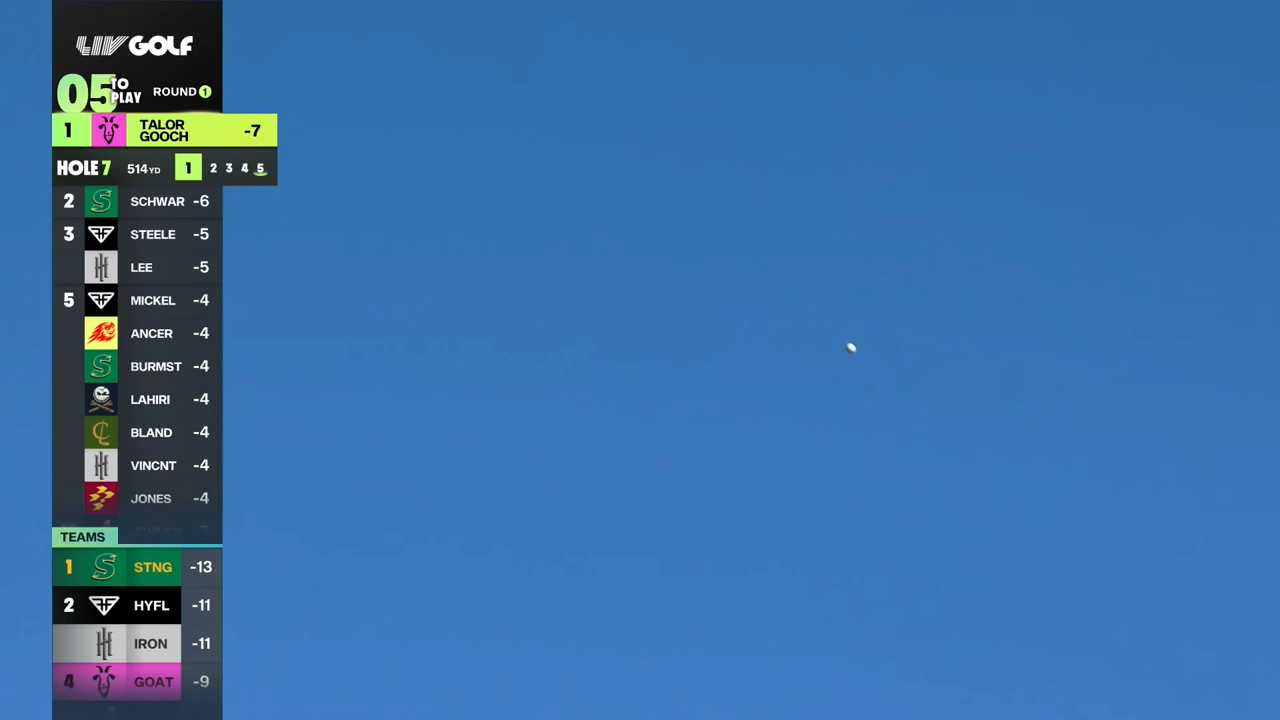 LIV GOLF
05 TO PLAY ROUND 1
1 TALOR GOOCH -7
HOLE 7 514YD 1 2 3 4 5
2 SCHWAR -6
3 STEELE -5
LEE -5
5 MICKEL -4
ANCER -4
BURMST -4
LAHIRI -4
BLAND -4
VINCNT -4
JONES -4
TEAMS
1 STNG -13
2 HYFL -11
IRON -11
4 GOAT -9